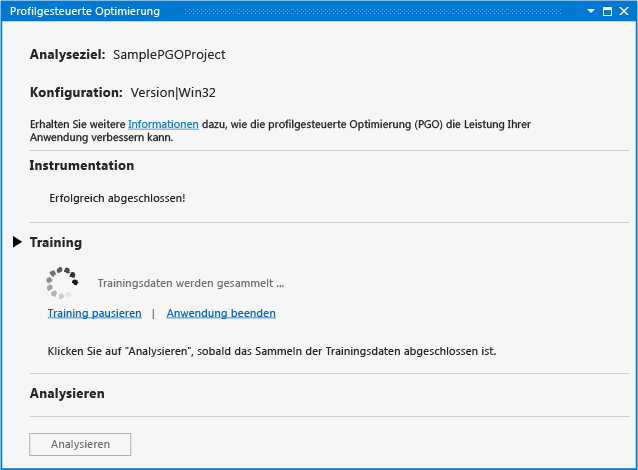 Profilgesteuerte Optimierung
Analyseziel: SamplePGOProject
Konfiguration: Version|Win32
Erhalten Sie weitere Informationen dazu, wie die profilgesteuerte Optimierung (PGO) die Leistung Ihrer
Anwendung verbessern kann.
Instrumentation
Erfolgreich abgeschlossen!
Training
Trainingsdaten werden gesammelt ...
Training pausieren | Anwendung beenden
Klicken Sie auf "Analysieren", sobald das Sammeln der Trainingsdaten abgeschlossen ist.
Analysieren
Analysieren